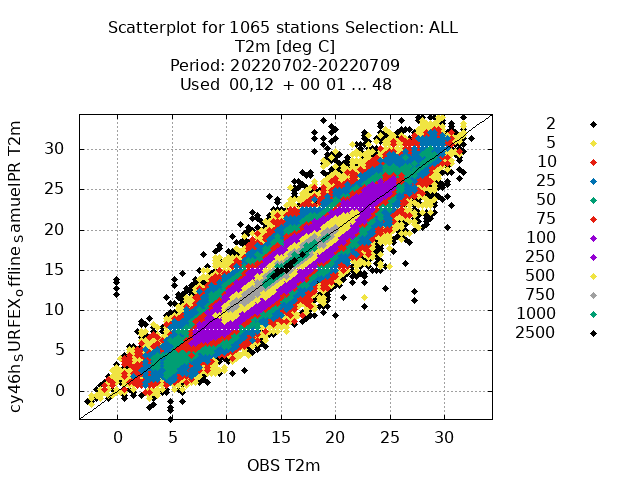 Scatterplot for 1065 stations Selection: ALL
T2m [deg C]
Period: 20220702-20220709
Used 00,12 + 00 01 ... 48
cy46h_SURFEX_offline_samuelPR T2m
30
25
20
15
10
5
0
0 5 10 15 20 25 30
OBS T2m
2
5
10
25
50
75
100
250
500
750
1000
2500